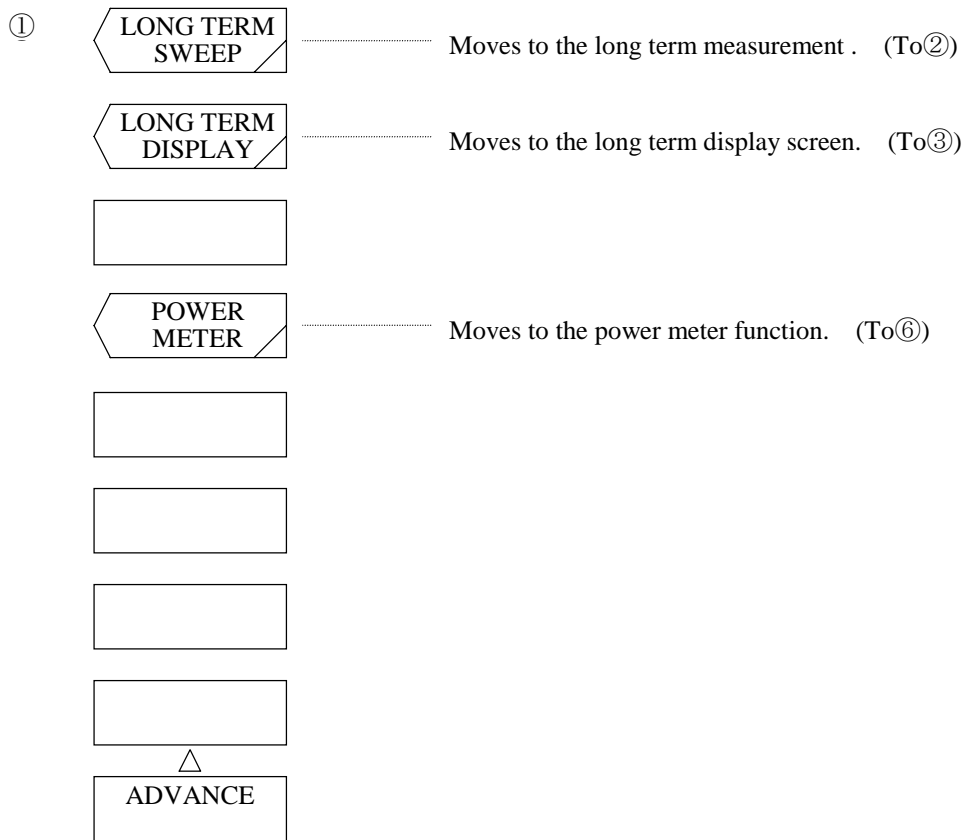 ①
LONG TERM
SWEEP
Moves to the long term measurement . (To②)
LONG TERM
DISPLAY
Moves to the long term display screen. (To③)
POWER
METER
Moves to the power meter function. (To⑥)
ADVANCE